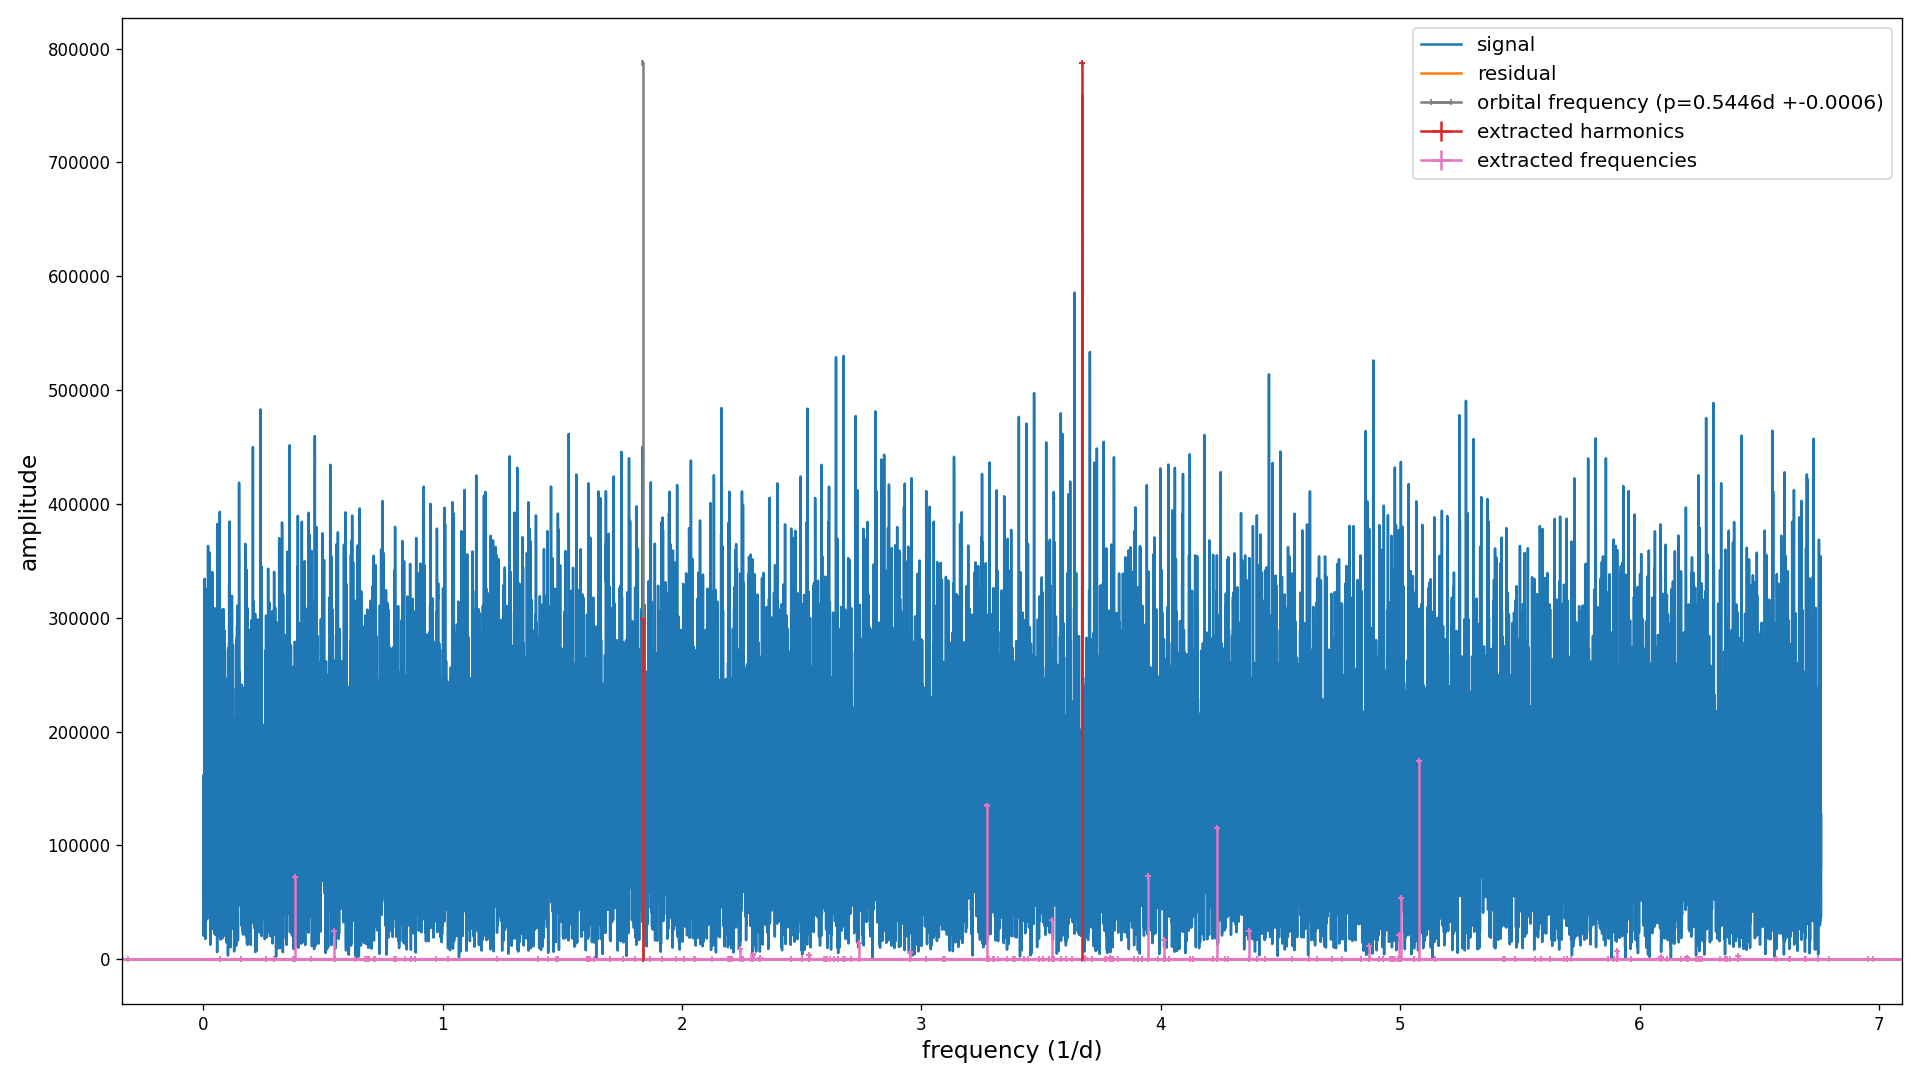 800000
700000
600000
500000
400000
300000
200000
100000
0
amplitude
0 1 2 3 4 5 6 7
frequency (1/d)
signal
residual
orbital frequency (p=0.5446d +-0.0006)
extracted harmonics
extracted frequencies